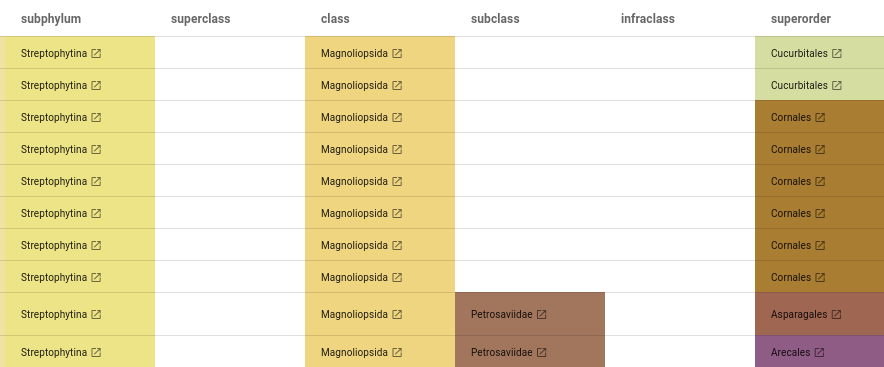 subphylum superclass class subclass infraclass superorder
Streptophytina Magnoliopsida Cucurbitales
Streptophytina Magnoliopsida Cucurbitales
Streptophytina Magnoliopsida Cornales
Streptophytina Magnoliopsida Cornales
Streptophytina Magnoliopsida Cornales
Streptophytina Magnoliopsida Cornales
Streptophytina Magnoliopsida Cornales
Streptophytina Magnoliopsida Cornales
Streptophytina Magnoliopsida Petrosaviidae Asparagales
Streptophytina Magnoliopsida Petrosaviidae Arecales